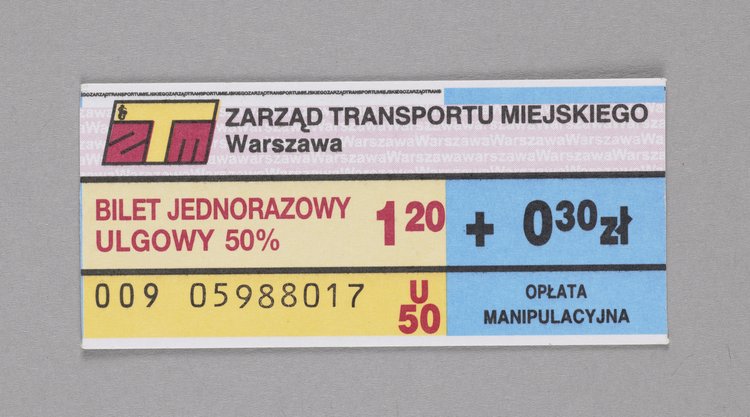 ZARZĄD TRANSPORTU MIEJSKIEGO
Warszawa
ZTM
BILET JEDNORAZOWY
ULGOWY 50%
1 20
+ 0 30 zł
009 05988017
U
50
OPŁATA
MANIPULACYJNA